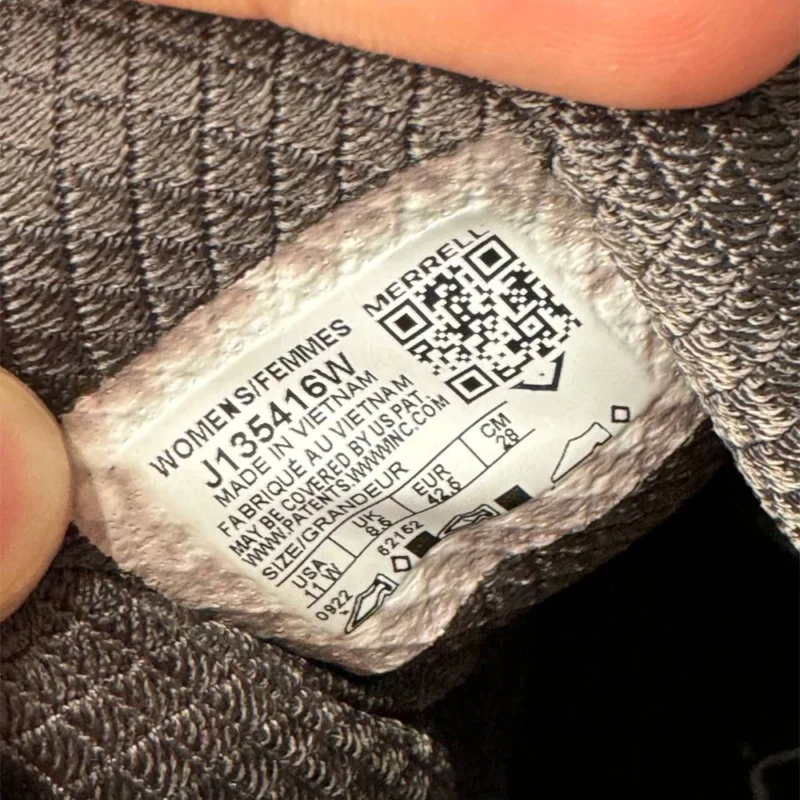 MERRELL
WOMENS/FEMMES
J135416W
MADE IN VIETNAM
FABRIQUÉ AU VIETNAM
MAY BE COVERED BY US PAT.
WWW.PATENTS.WWWINC.COM
SIZE/GRANDEUR
USA UK EUR CM
11 W 8.5 42.5 28
0922 62152